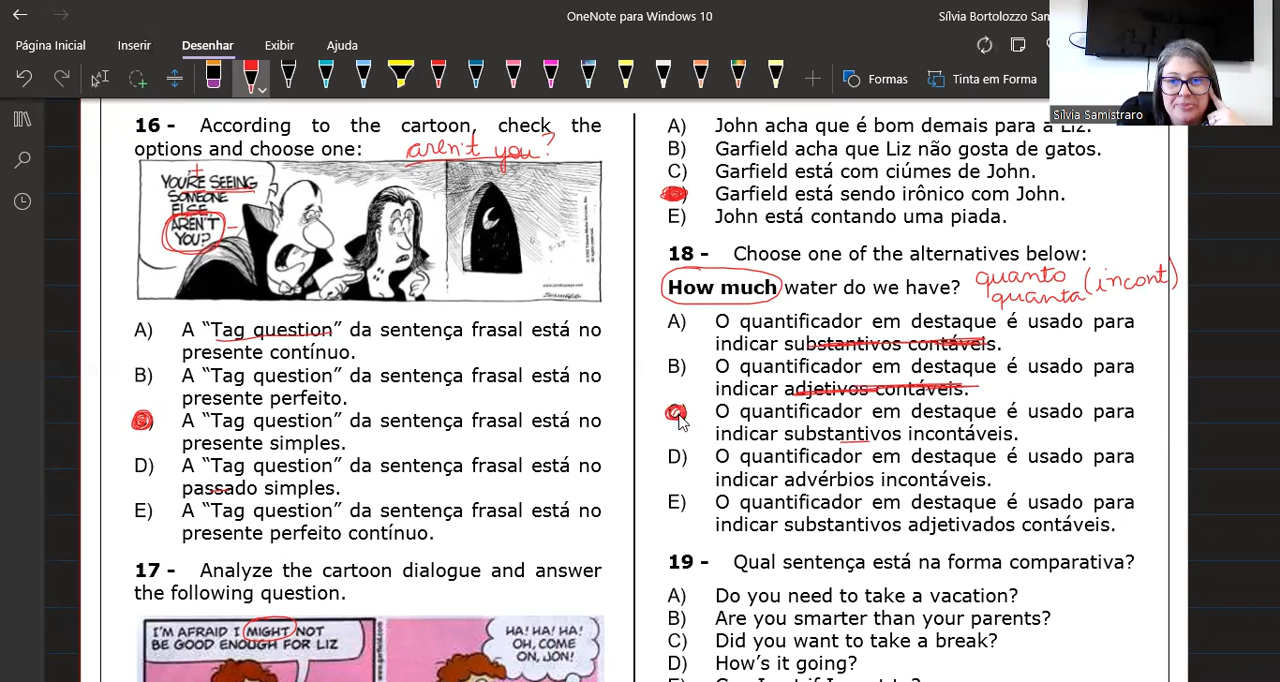 OneNote para Windows 10
Sílvia Bortolozzo Sam
Página Inicial
Inserir
Desenhar
Exibir
Ajuda
Formas
Tinta em Forma
Sílvia Samistraro
16 - According to the cartoon, check the
options and choose one:
aren't you?
+
YOU'RE SEEING
SOMEONE
ELSE,
AREN'T
YOU?
A) A “Tag question” da sentença frasal está no
presente contínuo.
B) A “Tag question” da sentença frasal está no
presente perfeito.
A “Tag question” da sentença frasal está no
presente simples.
D) A “Tag question” da sentença frasal está no
passado simples.
E) A “Tag question” da sentença frasal está no
presente perfeito contínuo.
17 - Analyze the cartoon dialogue and answer
the following question.
I'M AFRAID I MIGHT NOT
BE GOOD ENOUGH FOR LIZ
www.garfield.com
HA! HA! HA!
OH, COME
ON, JON!
A) John acha que é bom demais para a Liz.
B) Garfield acha que Liz não gosta de gatos.
C) Garfield está com ciúmes de John.
Garfield está sendo irônico com John.
E) John está contando uma piada.
18 - Choose one of the alternatives below:
How much water do we have?
quanto
quanta (incont)
A) O quantificador em destaque é usado para
indicar substantivos contáveis.
B) O quantificador em destaque é usado para
indicar adjetivos contáveis.
O quantificador em destaque é usado para
indicar substantivos incontáveis.
D) O quantificador em destaque é usado para
indicar advérbios incontáveis.
E) O quantificador em destaque é usado para
indicar substantivos adjetivados contáveis.
19 - Qual sentença está na forma comparativa?
A) Do you need to take a vacation?
B) Are you smarter than your parents?
C) Did you want to take a break?
D) How's it going?